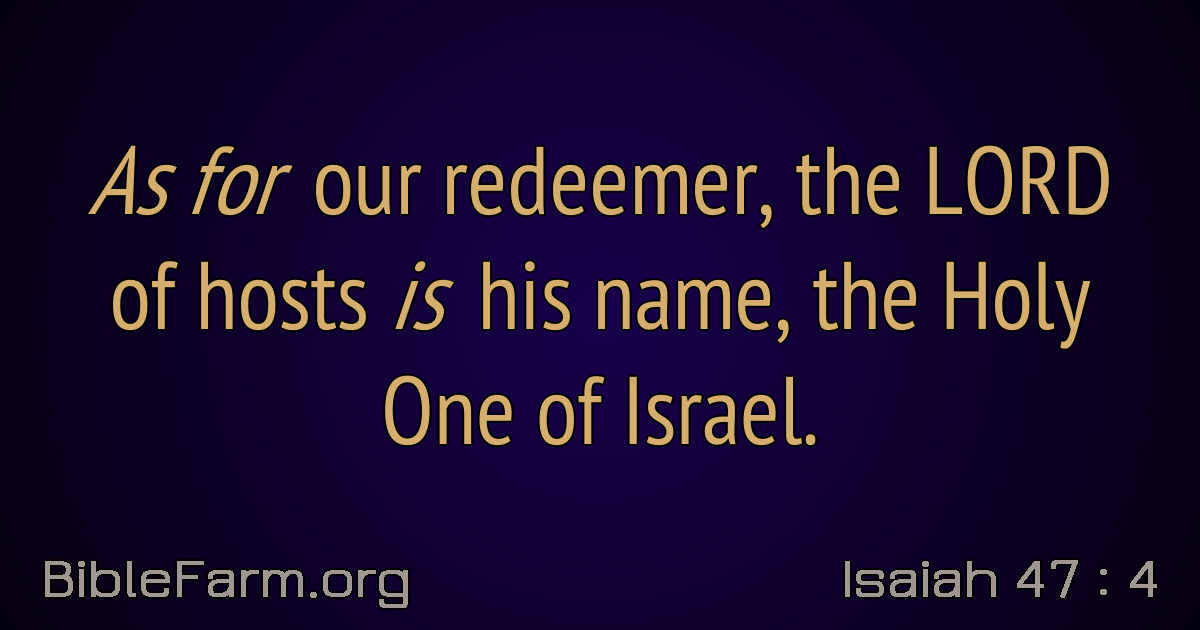 As for our redeemer, the LORD
of hosts is his name, the Holy
One of Israel.
BibleFarm.org
Isaiah 47 : 4